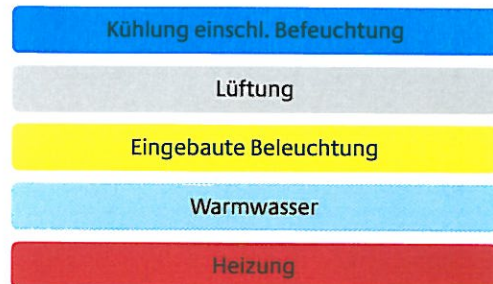 Kühlung einschl. Befeuchtung
Lüftung
Eingebaute Beleuchtung
Warmwasser
Heizung